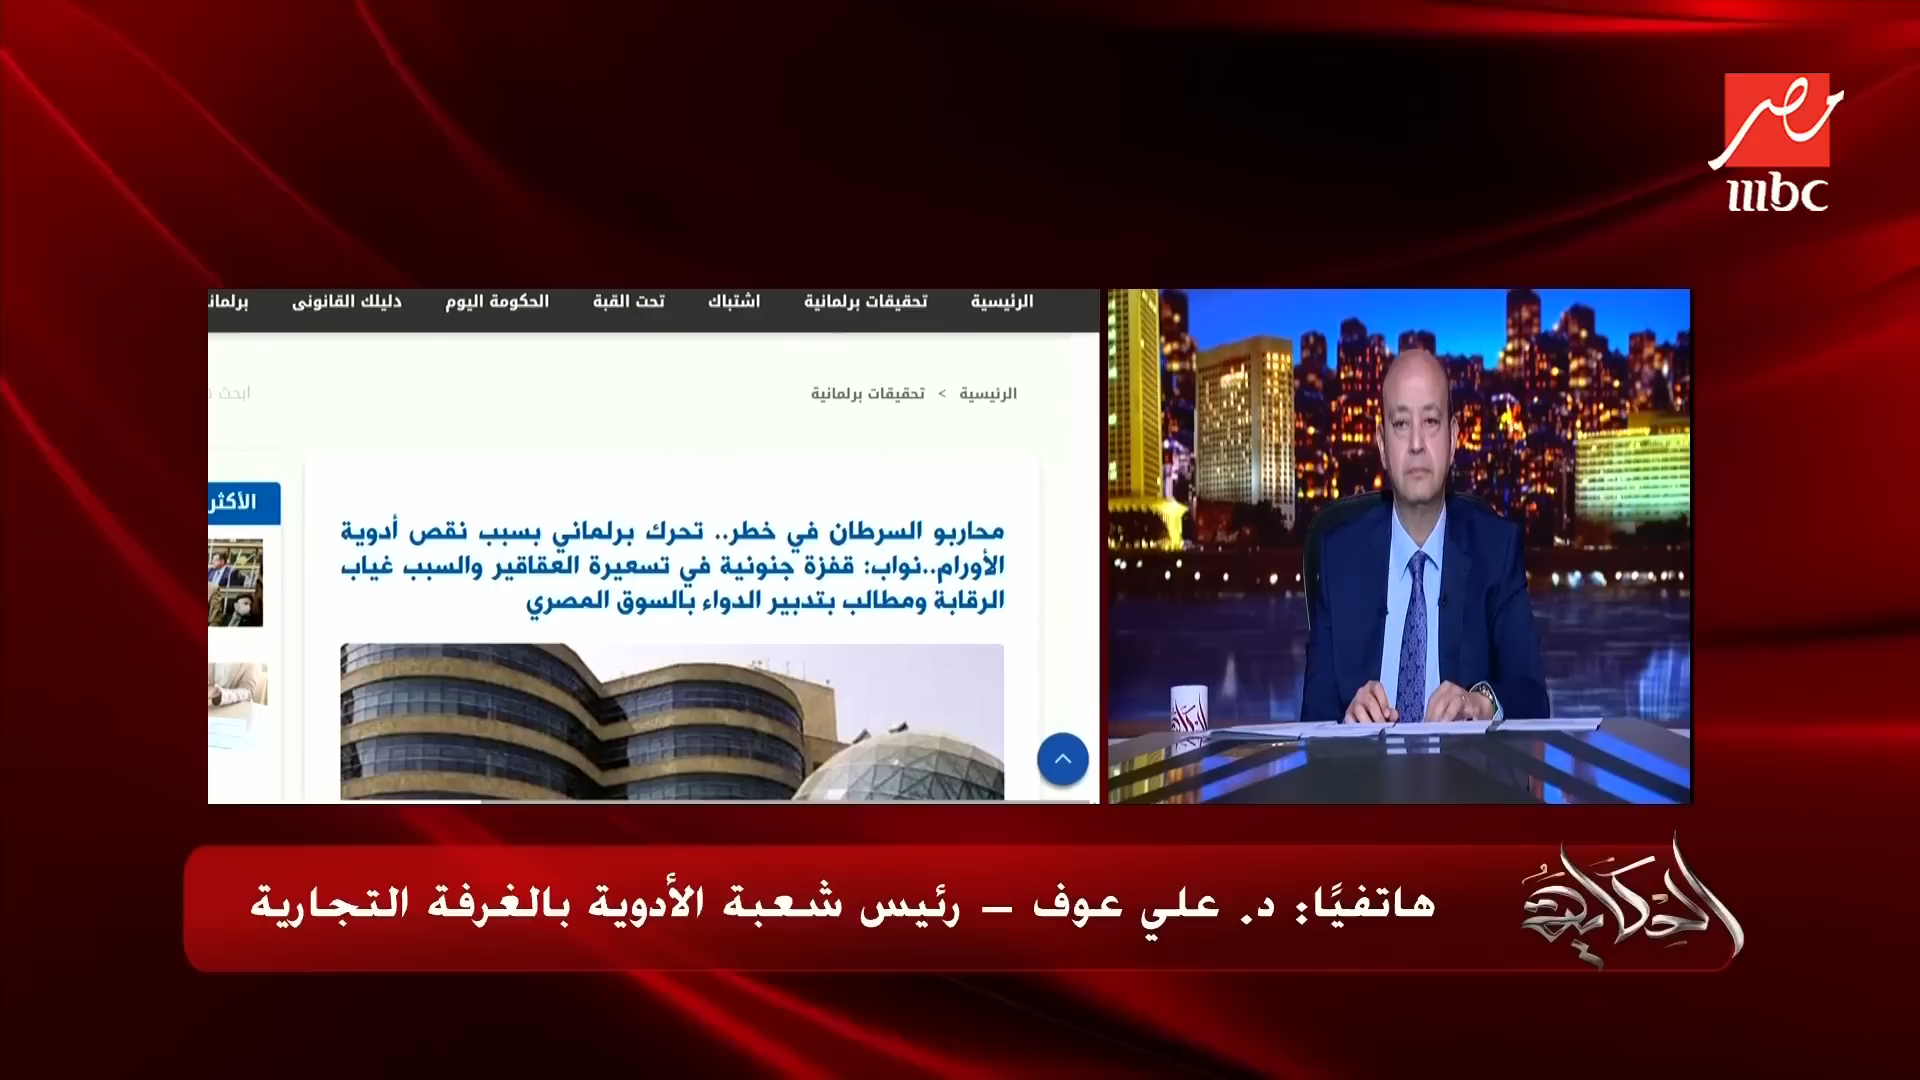 مصر
mbc
الرئيسية تحقيقات برلمانية اشتباك تحت القبة الحكومة اليوم دليلك القانونى
الرئيسية > تحقيقات برلمانية
ابحث
الأكثر
محاربو السرطان في خطر.. تحرك برلماني بسبب نقص أدوية
الأورام..نواب: قفزة جنونية في تسعيرة العقاقير والسبب غياب
الرقابة ومطالب بتدبير الدواء بالسوق المصري
الحكاية
هاتفيًا: د. علي عوف – رئيس شعبة الأدوية بالغرفة التجارية
الحكاية